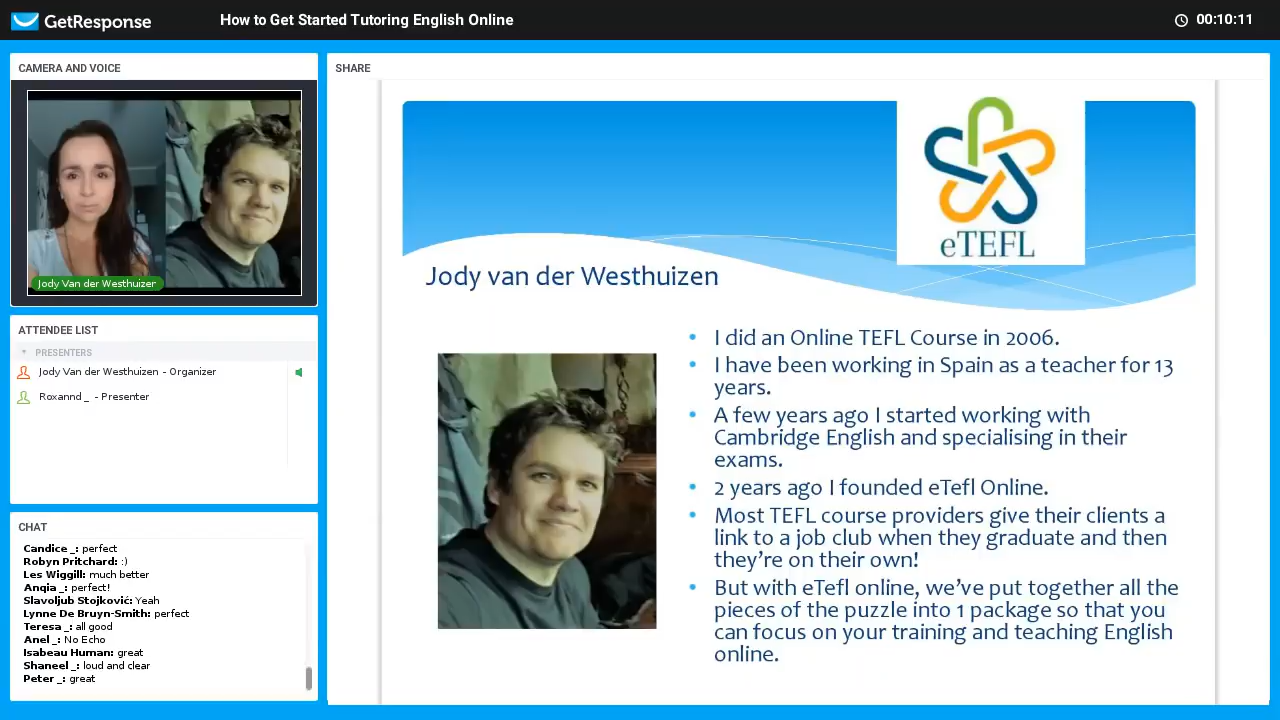 GetResponse
How to Get Started Tutoring English Online
00:10:11
CAMERA AND VOICE
Jody Van der Westhuizen
ATTENDEE LIST
PRESENTERS
Jody Van der Westhuizen - Organizer
Roxannd _ - Presenter
CHAT
Candice _: perfect
Robyn Pritchard: :)
Les Wiggill: much better
Anqia _: perfect!
Slavoljub Stojković: Yeah
Lynne De Bruyn-Smith: perfect
Teresa _: all good
Anel _: No Echo
Isabeau Human: great
Shaneel _: loud and clear
Peter _: great
SHARE
eTEFL
Jody van der Westhuizen
• I did an Online TEFL Course in 2006.
• I have been working in Spain as a teacher for 13
years.
• A few years ago I started working with
Cambridge English and specialising in their
exams.
• 2 years ago I founded eTefl Online.
• Most TEFL course providers give their clients a
link to a job club when they graduate and then
they’re on their own!
• But with eTefl online, we’ve put together all the
pieces of the puzzle into 1 package so that you
can focus on your training and teaching English
online.